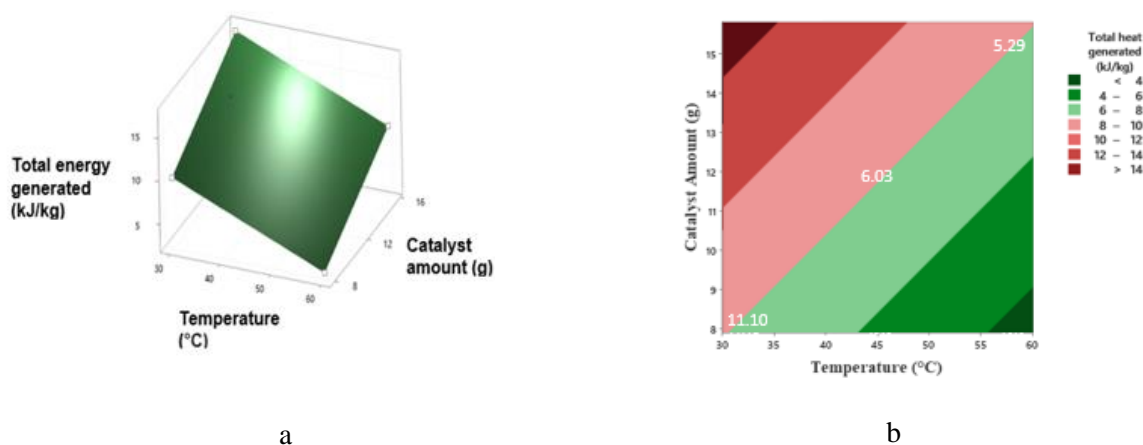 Total energy
generated
(kJ/kg)
15
10
5
30
40
50
60
Temperature
(°C)
8
12
16
Catalyst
amount (g)
a
15
14
13
12
11
10
9
8
Catalyst Amount (g)
30
35
40
45
50
55
60
Temperature (°C)
5.29
6.03
11.10
Total heat
generated
(kJ/kg)
< 4
4 – 6
6 – 8
8 – 10
10 – 12
12 – 14
> 14
b